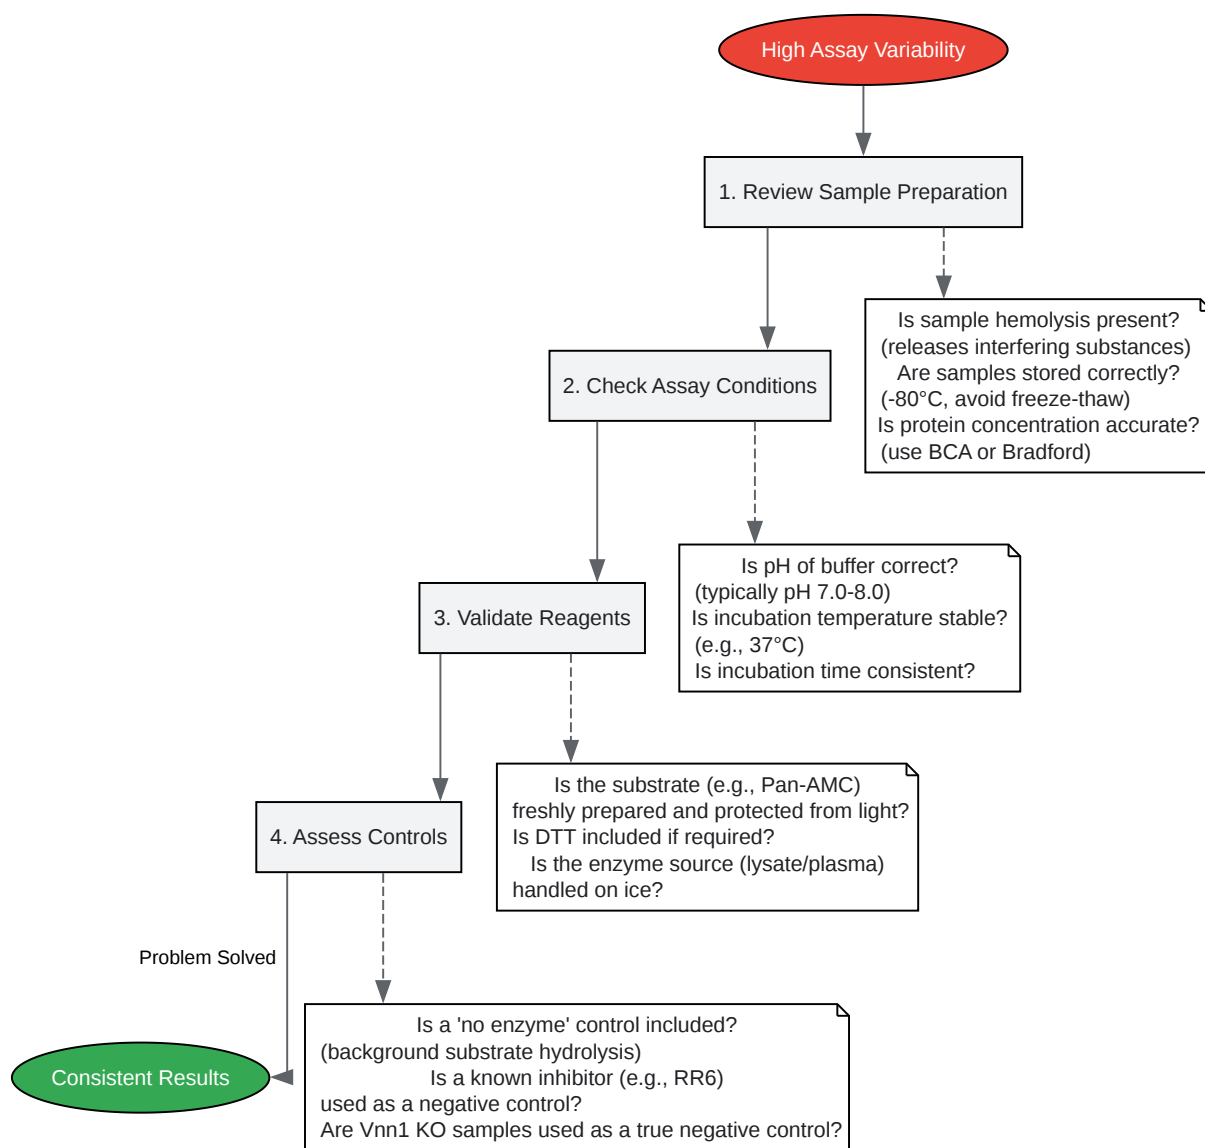 High Assay Variability
1. Review Sample Preparation
Is sample hemolysis present?
(releases interfering substances)
Are samples stored correctly?
(-80°C, avoid freeze-thaw)
Is protein concentration accurate?
(use BCA or Bradford)
2. Check Assay Conditions
Is pH of buffer correct?
(typically pH 7.0-8.0)
Is incubation temperature stable?
(e.g., 37°C)
Is incubation time consistent?
3. Validate Reagents
Is the substrate (e.g., Pan-AMC)
freshly prepared and protected from light?
Is DTT included if required?
Is the enzyme source (lysate/plasma)
handled on ice?
4. Assess Controls
Problem Solved
Is a 'no enzyme' control included?
(background substrate hydrolysis)
Is a known inhibitor (e.g., RR6)
used as a negative control?
Are Vnn1 KO samples used as a true negative control?
Consistent Results